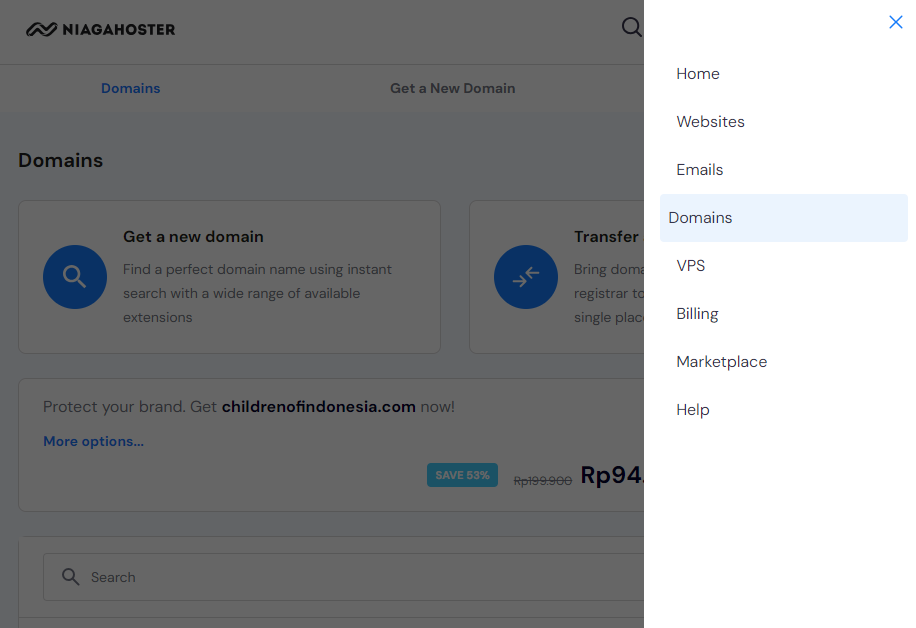 NIAGAHOSTER
Domains
Get a New Domain
Domains
Get a new domain
Find a perfect domain name using instant
search with a wide range of available
extensions
Transfer
Bring doma
registrar to
single plac
Protect your brand. Get childrenofindonesia.com now!
More options...
SAVE 53%
Rp199.900
Rp94.
Search
Home
Websites
Emails
Domains
VPS
Billing
Marketplace
Help